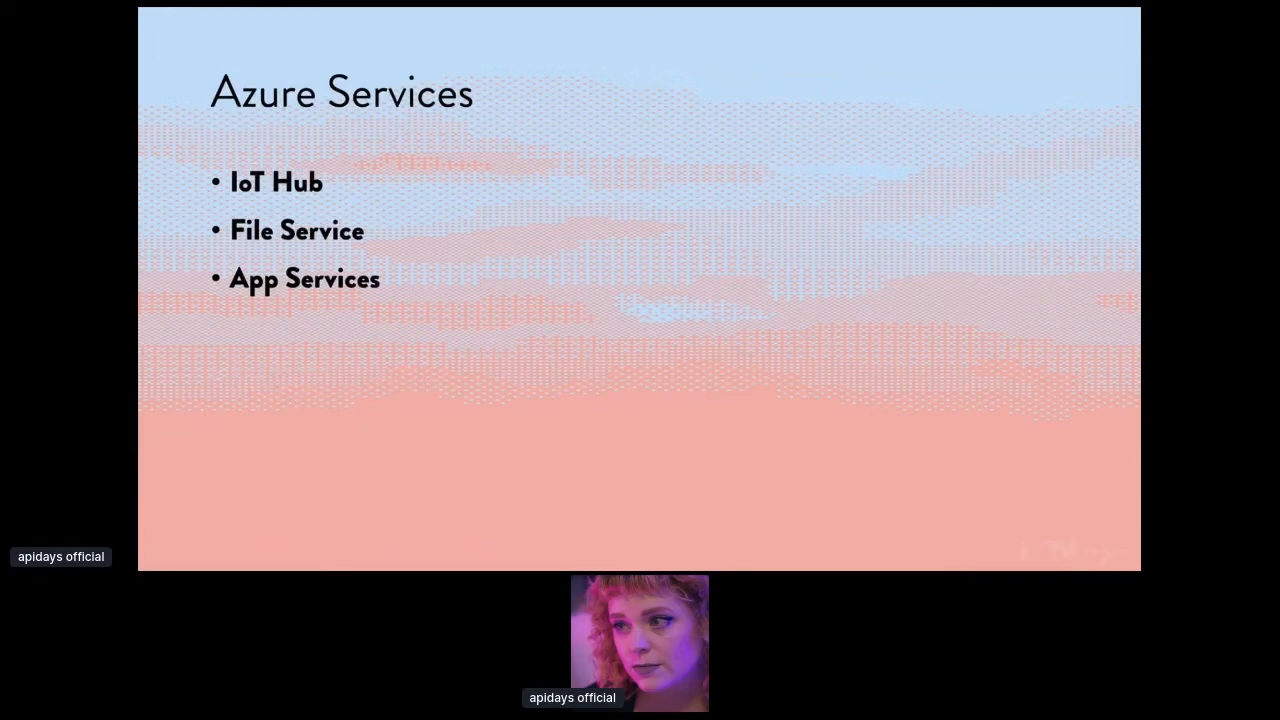 Azure Services
• IoT Hub
• File Service
• App Services
apidays official
apidays official